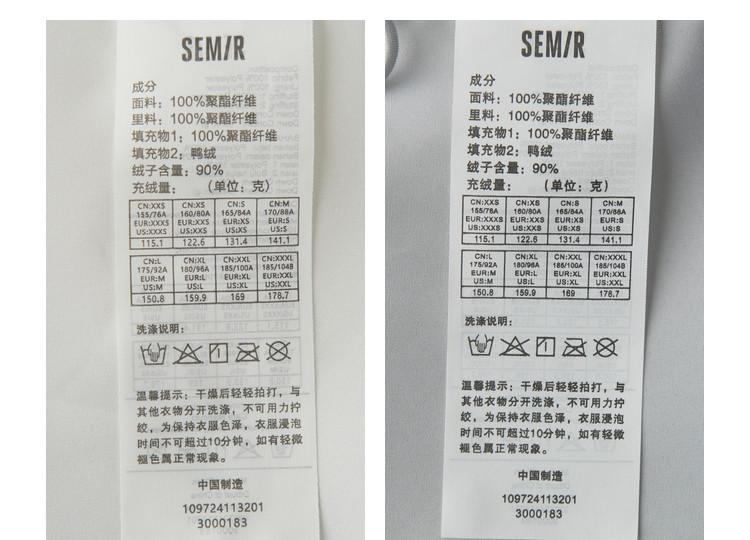 SEMIR
成分
面料：100%聚酯纤维
里料：100%聚酯纤维
填充物1：100%聚酯纤维
填充物2：鸭绒
绒子含量：90%
充绒量： （单位：克）
CN:XXS CN:XS CN:S CN:M
155/76A 160/80A 165/84A 170/88A
EUR:XXXS EUR:XXS EUR:XS EUR:S
US:XXXS US:XXS US:XS US:S
115.1 122.6 131.4 141.1
CN:L CN:XL CN:XXL CN:XXXL
175/92A 180/96A 185/100A 185/104B
EUR:M EUR:L EUR:XL EUR:XXL
US:M US:L US:XL US:XXL
150.8 159.9 169 178.7
洗涤说明：
温馨提示：干燥后轻轻拍打，与
其他衣物分开洗涤，不可用力拧
绞，为保持衣服色泽，衣服浸泡
时间不可超过10分钟，如有轻微
褪色属正常现象。
中国制造
109724113201
3000183
SEMIR
成分
面料：100%聚酯纤维
里料：100%聚酯纤维
填充物1：100%聚酯纤维
填充物2：鸭绒
绒子含量：90%
充绒量： （单位：克）
CN:XXS CN:XS CN:S CN:M
155/76A 160/80A 165/84A 170/88A
EUR:XXXS EUR:XXS EUR:XS EUR:S
US:XXXS US:XXS US:XS US:S
115.1 122.6 131.4 141.1
CN:L CN:XL CN:XXL CN:XXXL
175/92A 180/96A 185/100A 185/104B
EUR:M EUR:L EUR:XL EUR:XXL
US:M US:L US:XL US:XXL
150.8 159.9 169 178.7
洗涤说明：
温馨提示：干燥后轻轻拍打，与
其他衣物分开洗涤，不可用力拧
绞，为保持衣服色泽，衣服浸泡
时间不可超过10分钟，如有轻微
褪色属正常现象。
中国制造
109724113201
3000183